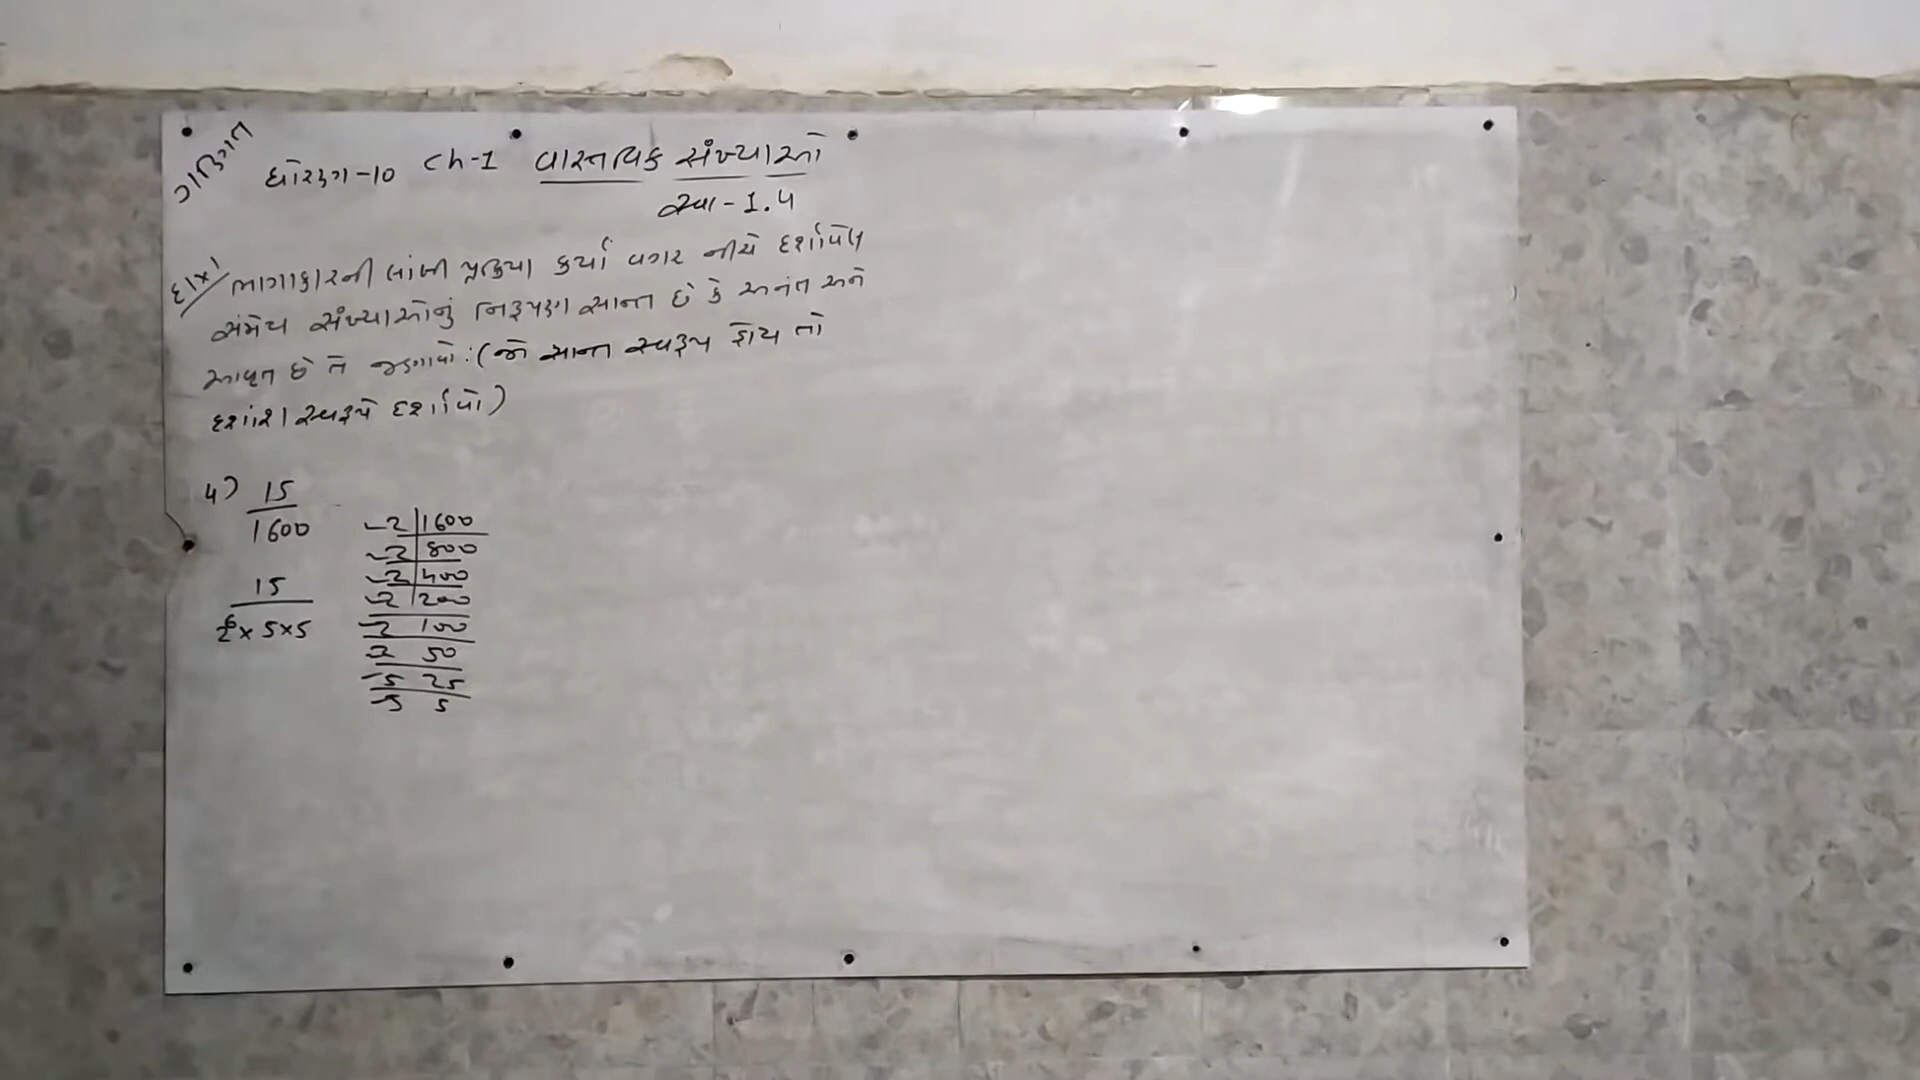 ગણિત
ધોરણ-10 Ch-1 વાસ્તવિક સંખ્યાઓ
સ્વા-1.4
દાખ1 ભાગાકારની લાંબી પ્રક્રિયા કર્યા વગર નીચે દર્શાવેલ
સંમેય સંખ્યાઓનું નિરૂપણ સાન્ત છે કે અનંત અને
આવૃત છે તે જણાવો:(જો સાન્ત સ્વરૂપ હોય તો
દશાંશ સ્વરૂપે દર્શાવો)
4) 15/1600
2 1600
2 800
2 400
2 200
2 100
2 50
5 25
5 5
15/2⁶×5×5